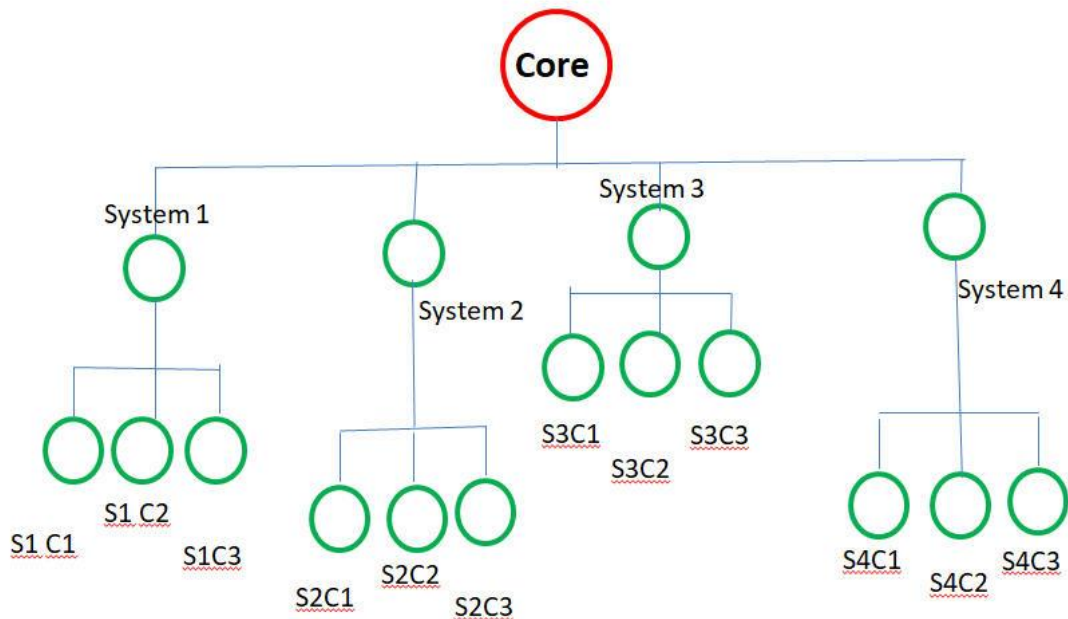 Core
System 1
System 2
System 3
System 4
S1 C1
S1 C2
S1C3
S2C1
S2C2
S2C3
S3C1
S3C2
S3C3
S4C1
S4C2
S4C3